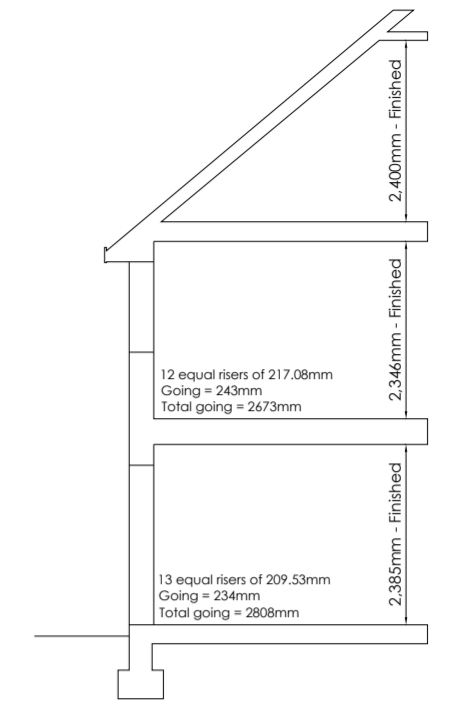 2,400mm - Finished
2,346mm - Finished
12 equal risers of 217.08mm
Going = 243mm
Total going = 2673mm
2,385mm - Finished
13 equal risers of 209.53mm
Going = 234mm
Total going = 2808mm